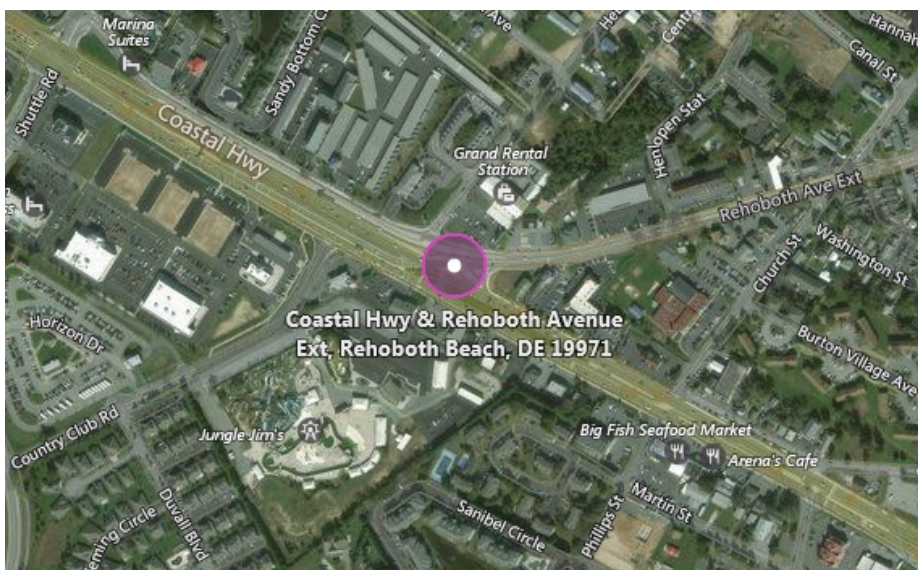 Marina
Suites
Shuttle Rd
Sandy Bottom C
Ave
Centr
Hannah
Canal St
Coastal Hwy
Grand Rental
Station
Henlopen Stat
Rehoboth Ave Ext
Church St
Washington St
Coastal Hwy & Rehoboth Avenue
Ext, Rehoboth Beach, DE 19971
Horizon Dr
Burton Village Ave
Country Club Rd
Jungle Jim's
Big Fish Seafood Market
Arena's Cafe
Duvall Blvd
eming Circle
Sanibel Circle
Phillips St
Martin St